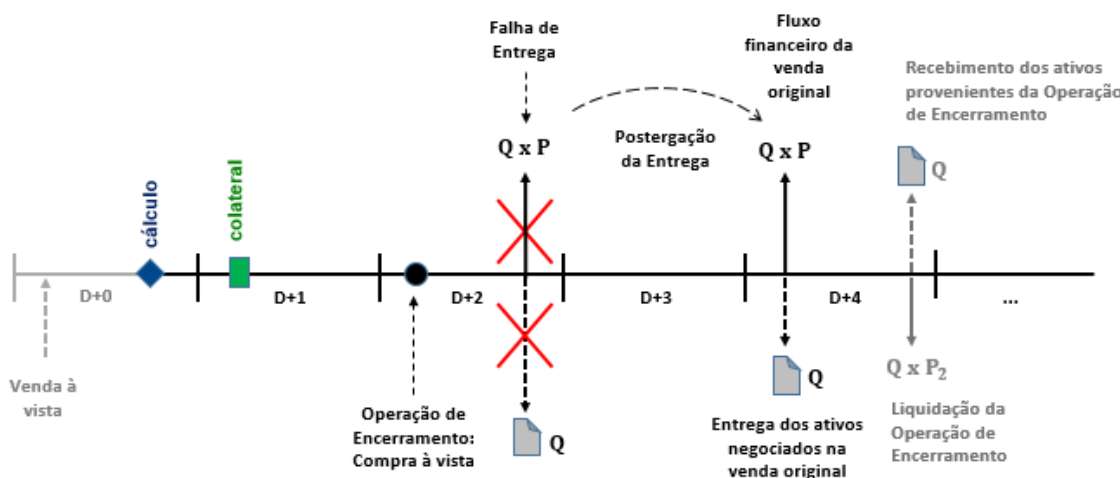 Falha de
Entrega
Fluxo
financeiro da
venda
original
Recebimento dos ativos
provenientes da Operação
de Encerramento
Q x P
Postergação
da Entrega
Q x P
Q
cálculo
colateral
D+0
D+1
D+2
D+3
D+4
...
Venda à
vista
Operação de
Encerramento:
Compra à vista
Q
Q
Entrega dos ativos
negociados na
venda original
Q x P₂
Liquidação da
Operação de
Encerramento